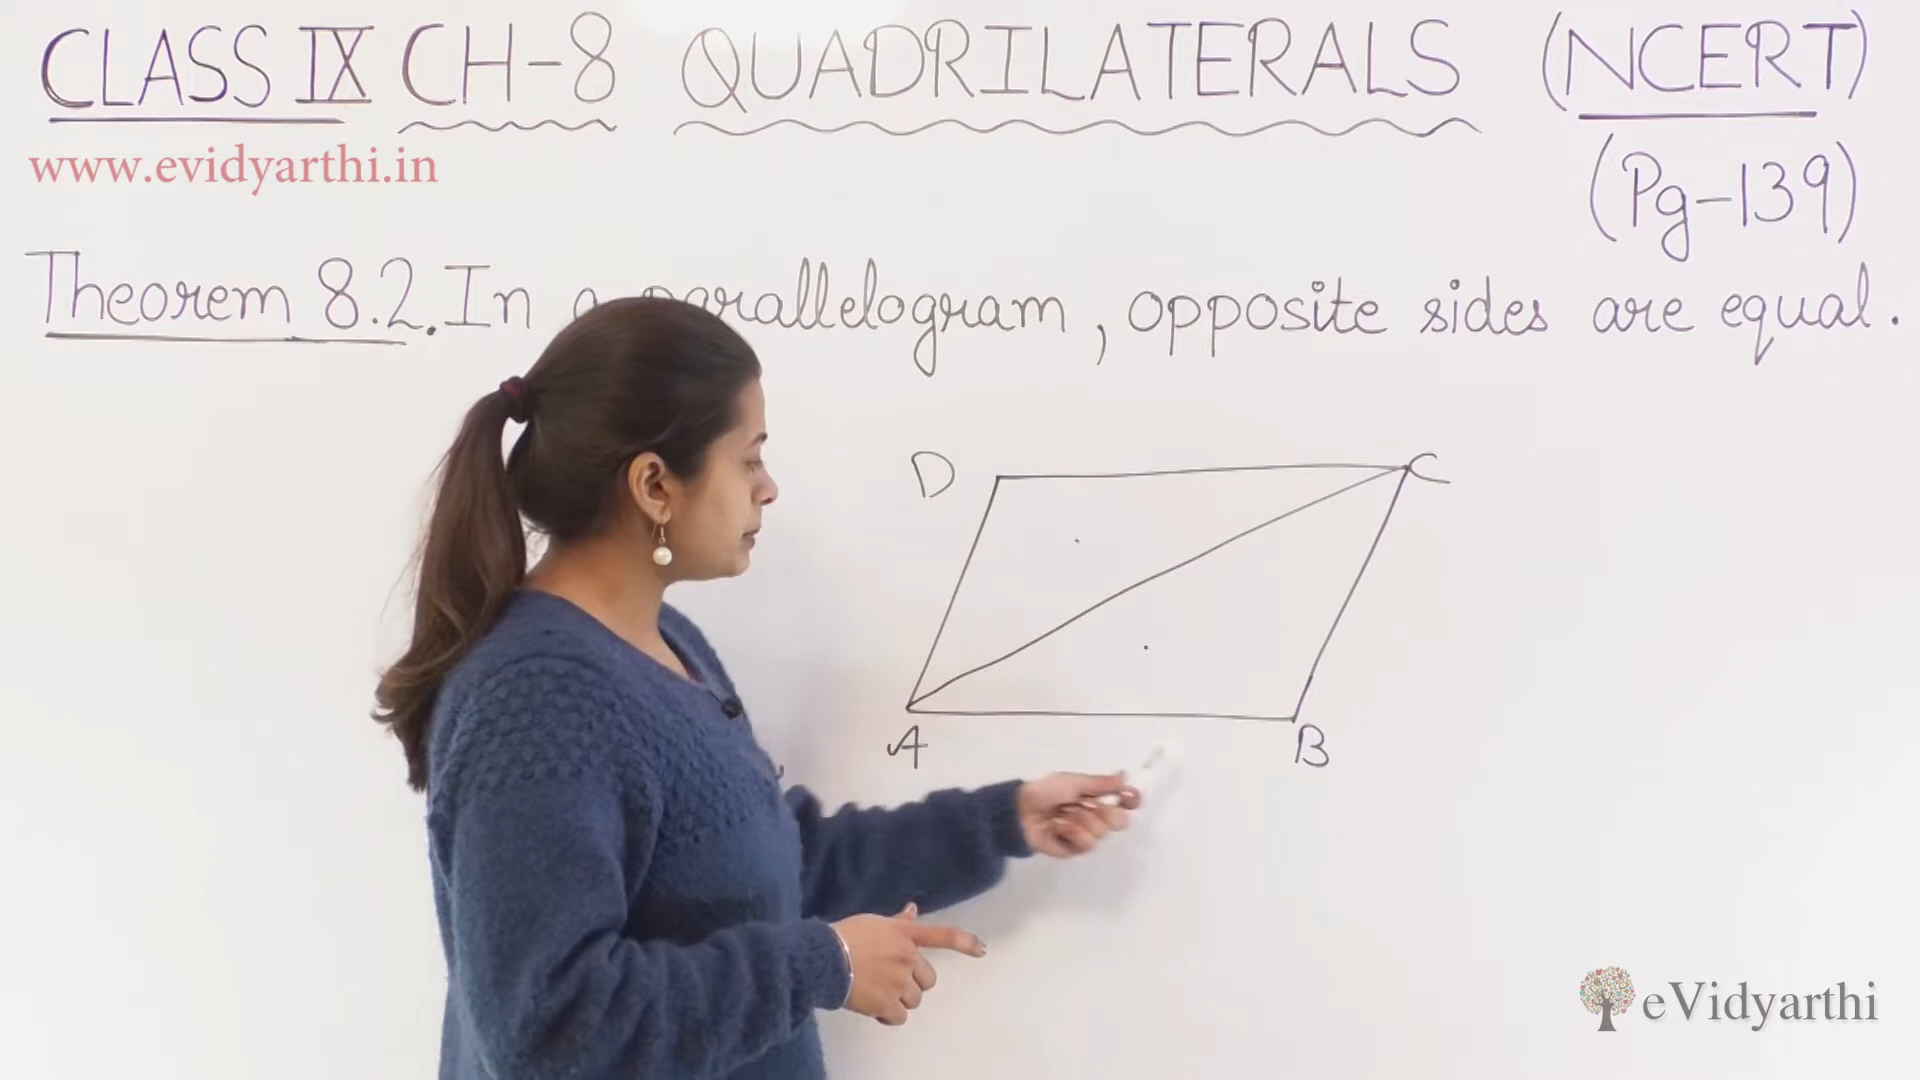 CLASS IX CH-8 QUADRILATERALS (NCERT)
www.evidyarthi.in
(Pg-139)
Theorem 8.2. In a parallelogram, opposite sides are equal.
D C
A B
eVidyarthi